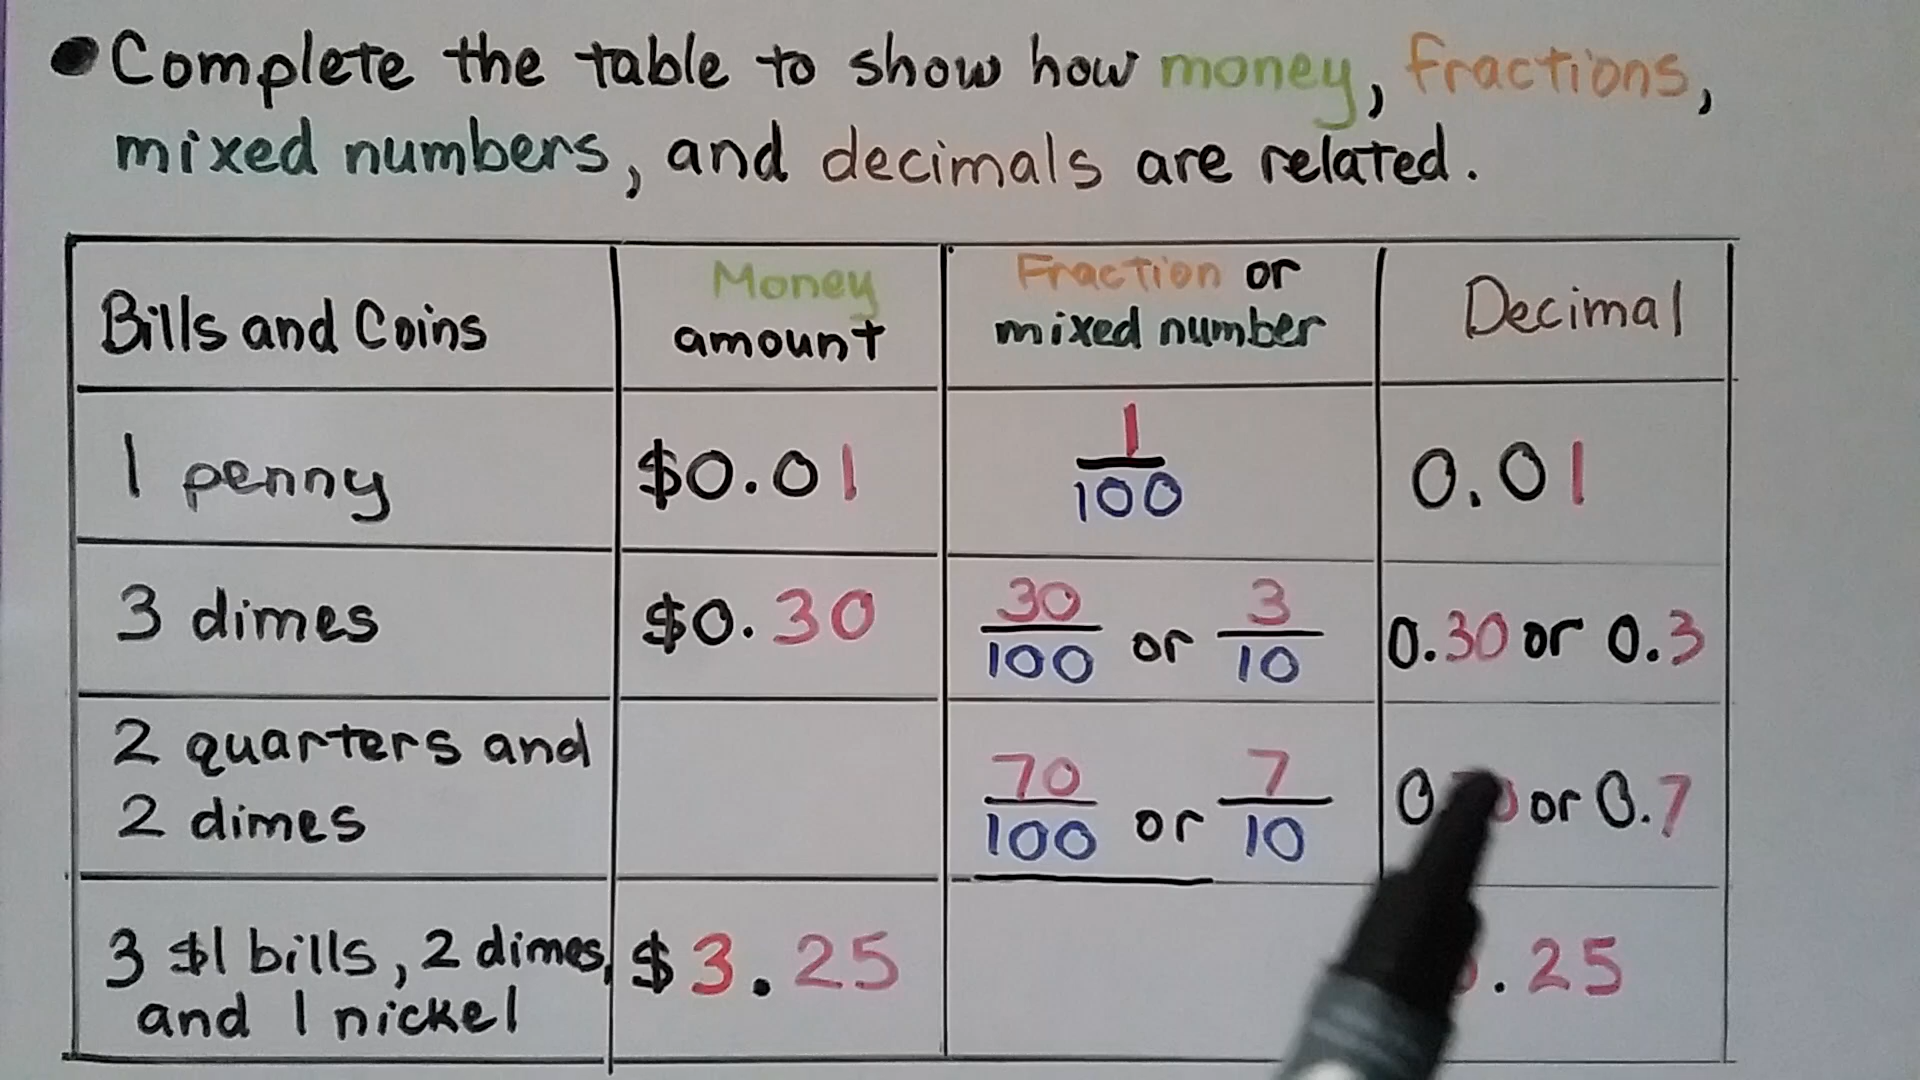 Complete the table to show how money, fractions,
mixed numbers, and decimals are related.
Bills and Coins
Money amount
Fraction or mixed number
Decimal
1 penny
$0.01
1/100
0.01
3 dimes
$0.30
30/100 or 3/10
0.30 or 0.3
2 quarters and
2 dimes
70/100 or 7/10
or 0.7
3 $1 bills, 2 dimes,
and 1 nickel
$3.25
.25